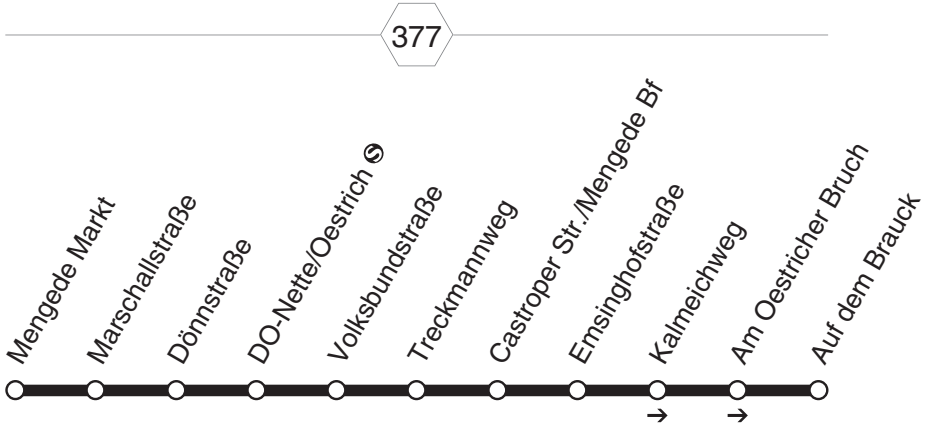 377
Mengede Markt
Marschallstraße
Dönnstraße
DO-Nette/Oestrich Ⓢ
Volksbundstraße
Treckmannweg
Castroper Str./Mengede Bf
Emsinghofstraße
Kalmeichweg
Am Oestricher Bruch
Auf dem Brauck
➔ ➔